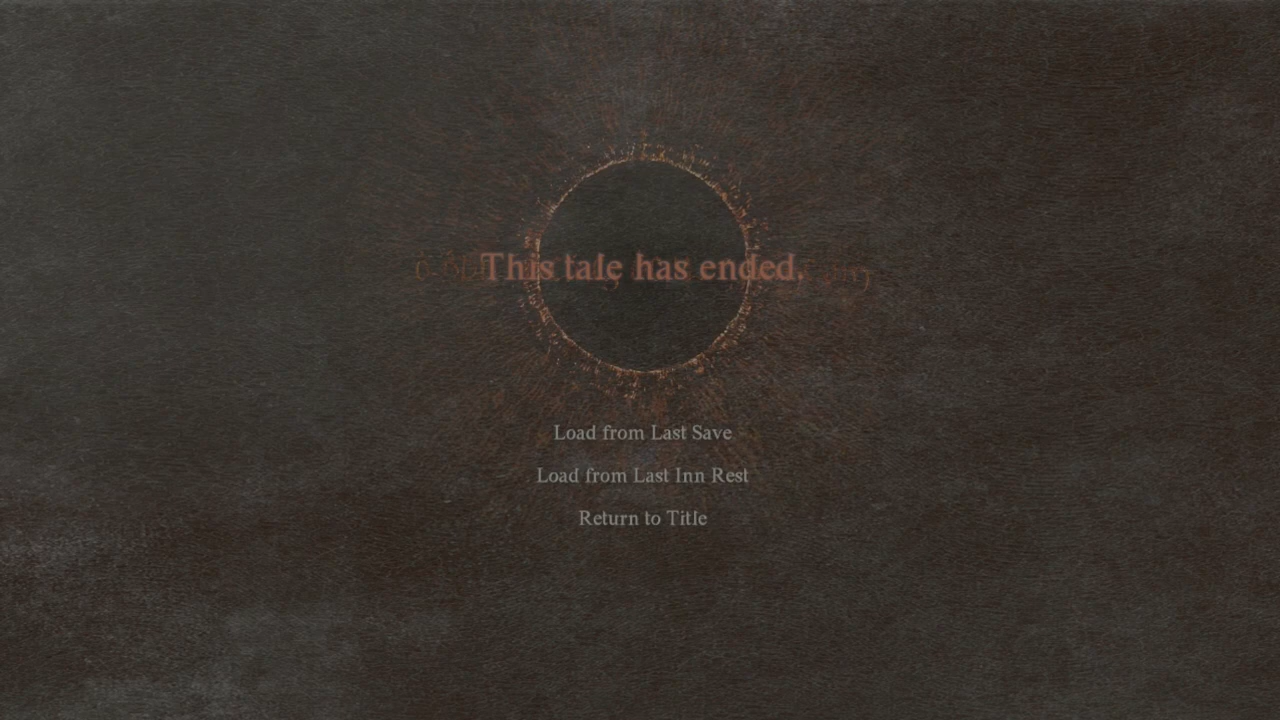 This tale has ended.
Load from Last Save
Load from Last Inn Rest
Return to Title